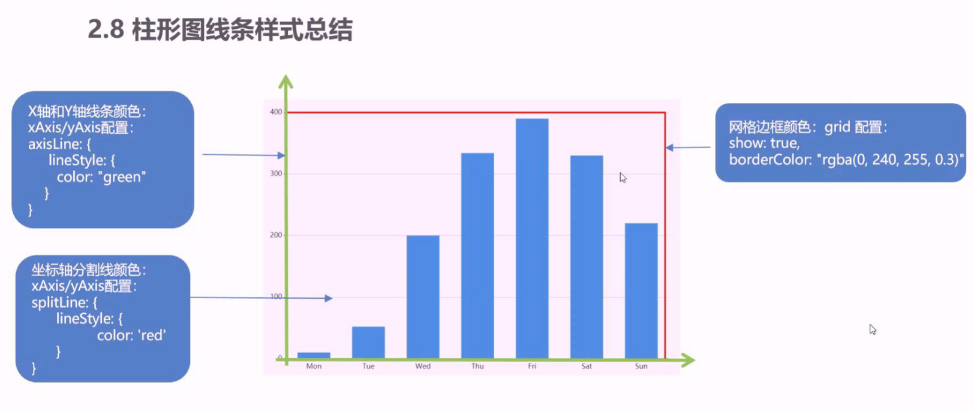 2.8 柱形图线条样式总结
X轴和Y轴线条颜色：
xAxis/yAxis配置：
axisLine: {
lineStyle: {
color: "green"
}
}
坐标轴分割线颜色：
xAxis/yAxis配置：
splitLine: {
lineStyle: {
color: 'red'
}
}
400
300
200
100
0
Mon Tue Wed Thu Fri Sat Sun
网格边框颜色：grid 配置：
show: true,
borderColor: "rgba(0, 240, 255, 0.3)"